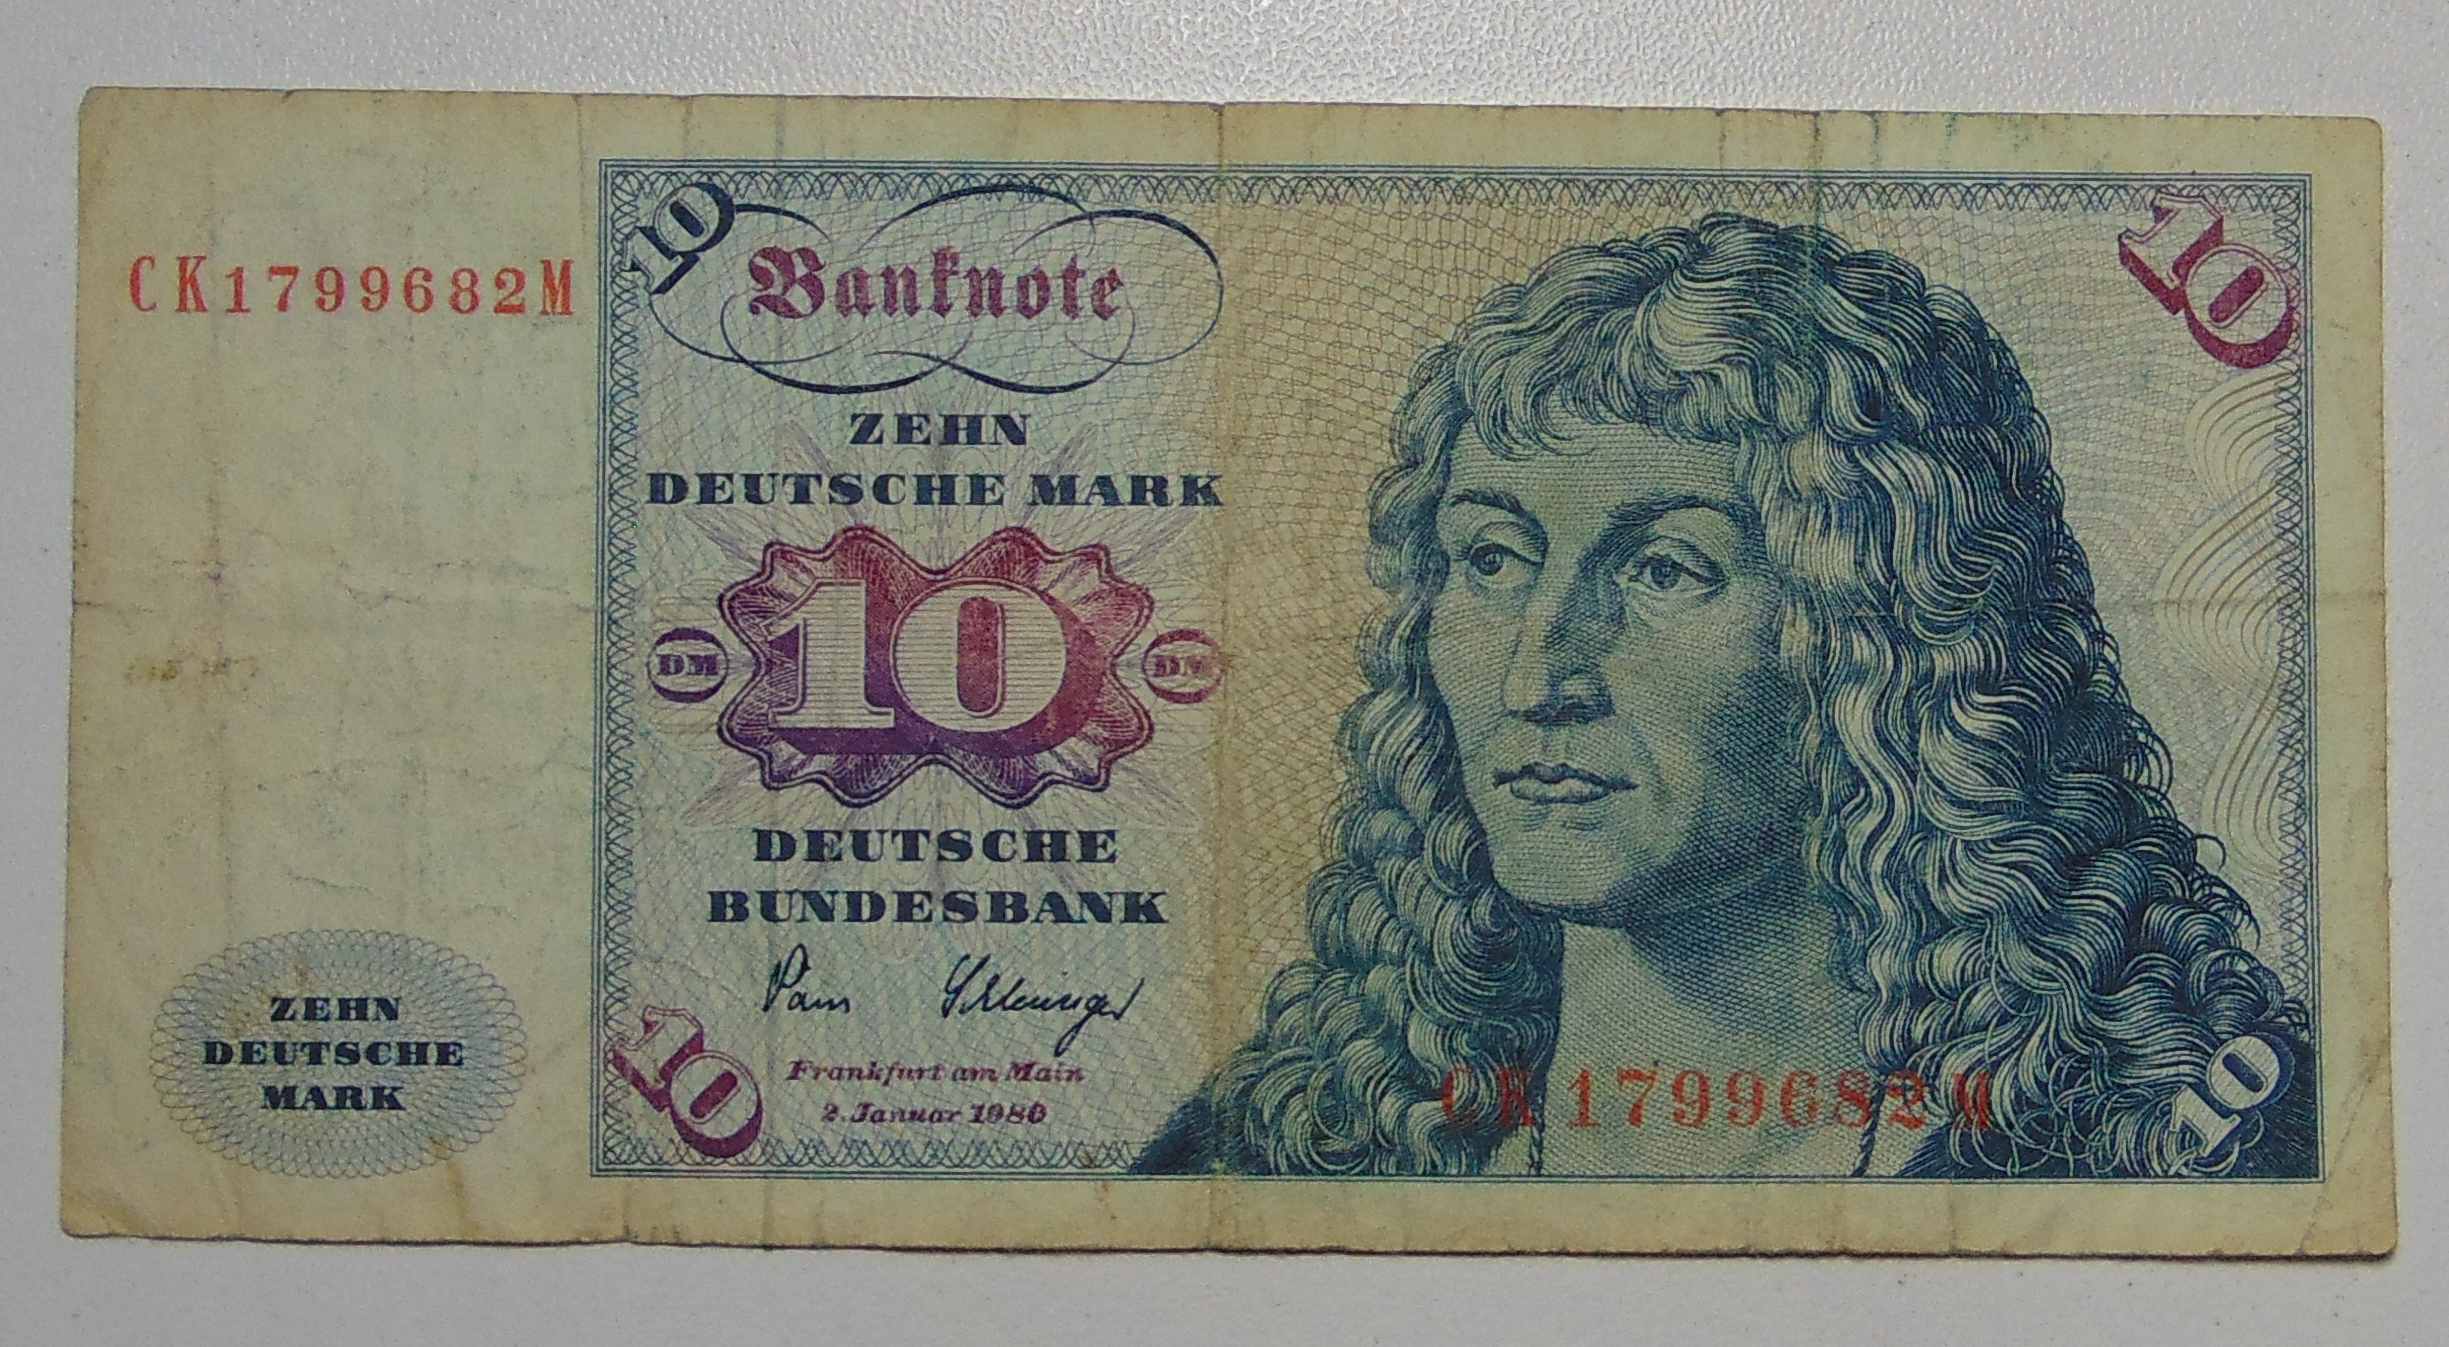 10
Banknote
10
CK1799682M
ZEHN
DEUTSCHE MARK
DM
10
DM
DEUTSCHE
BUNDESBANK
ZEHN
DEUTSCHE
MARK
10
Frankfurt am Main
2. Januar 1980
CK1799682M
10